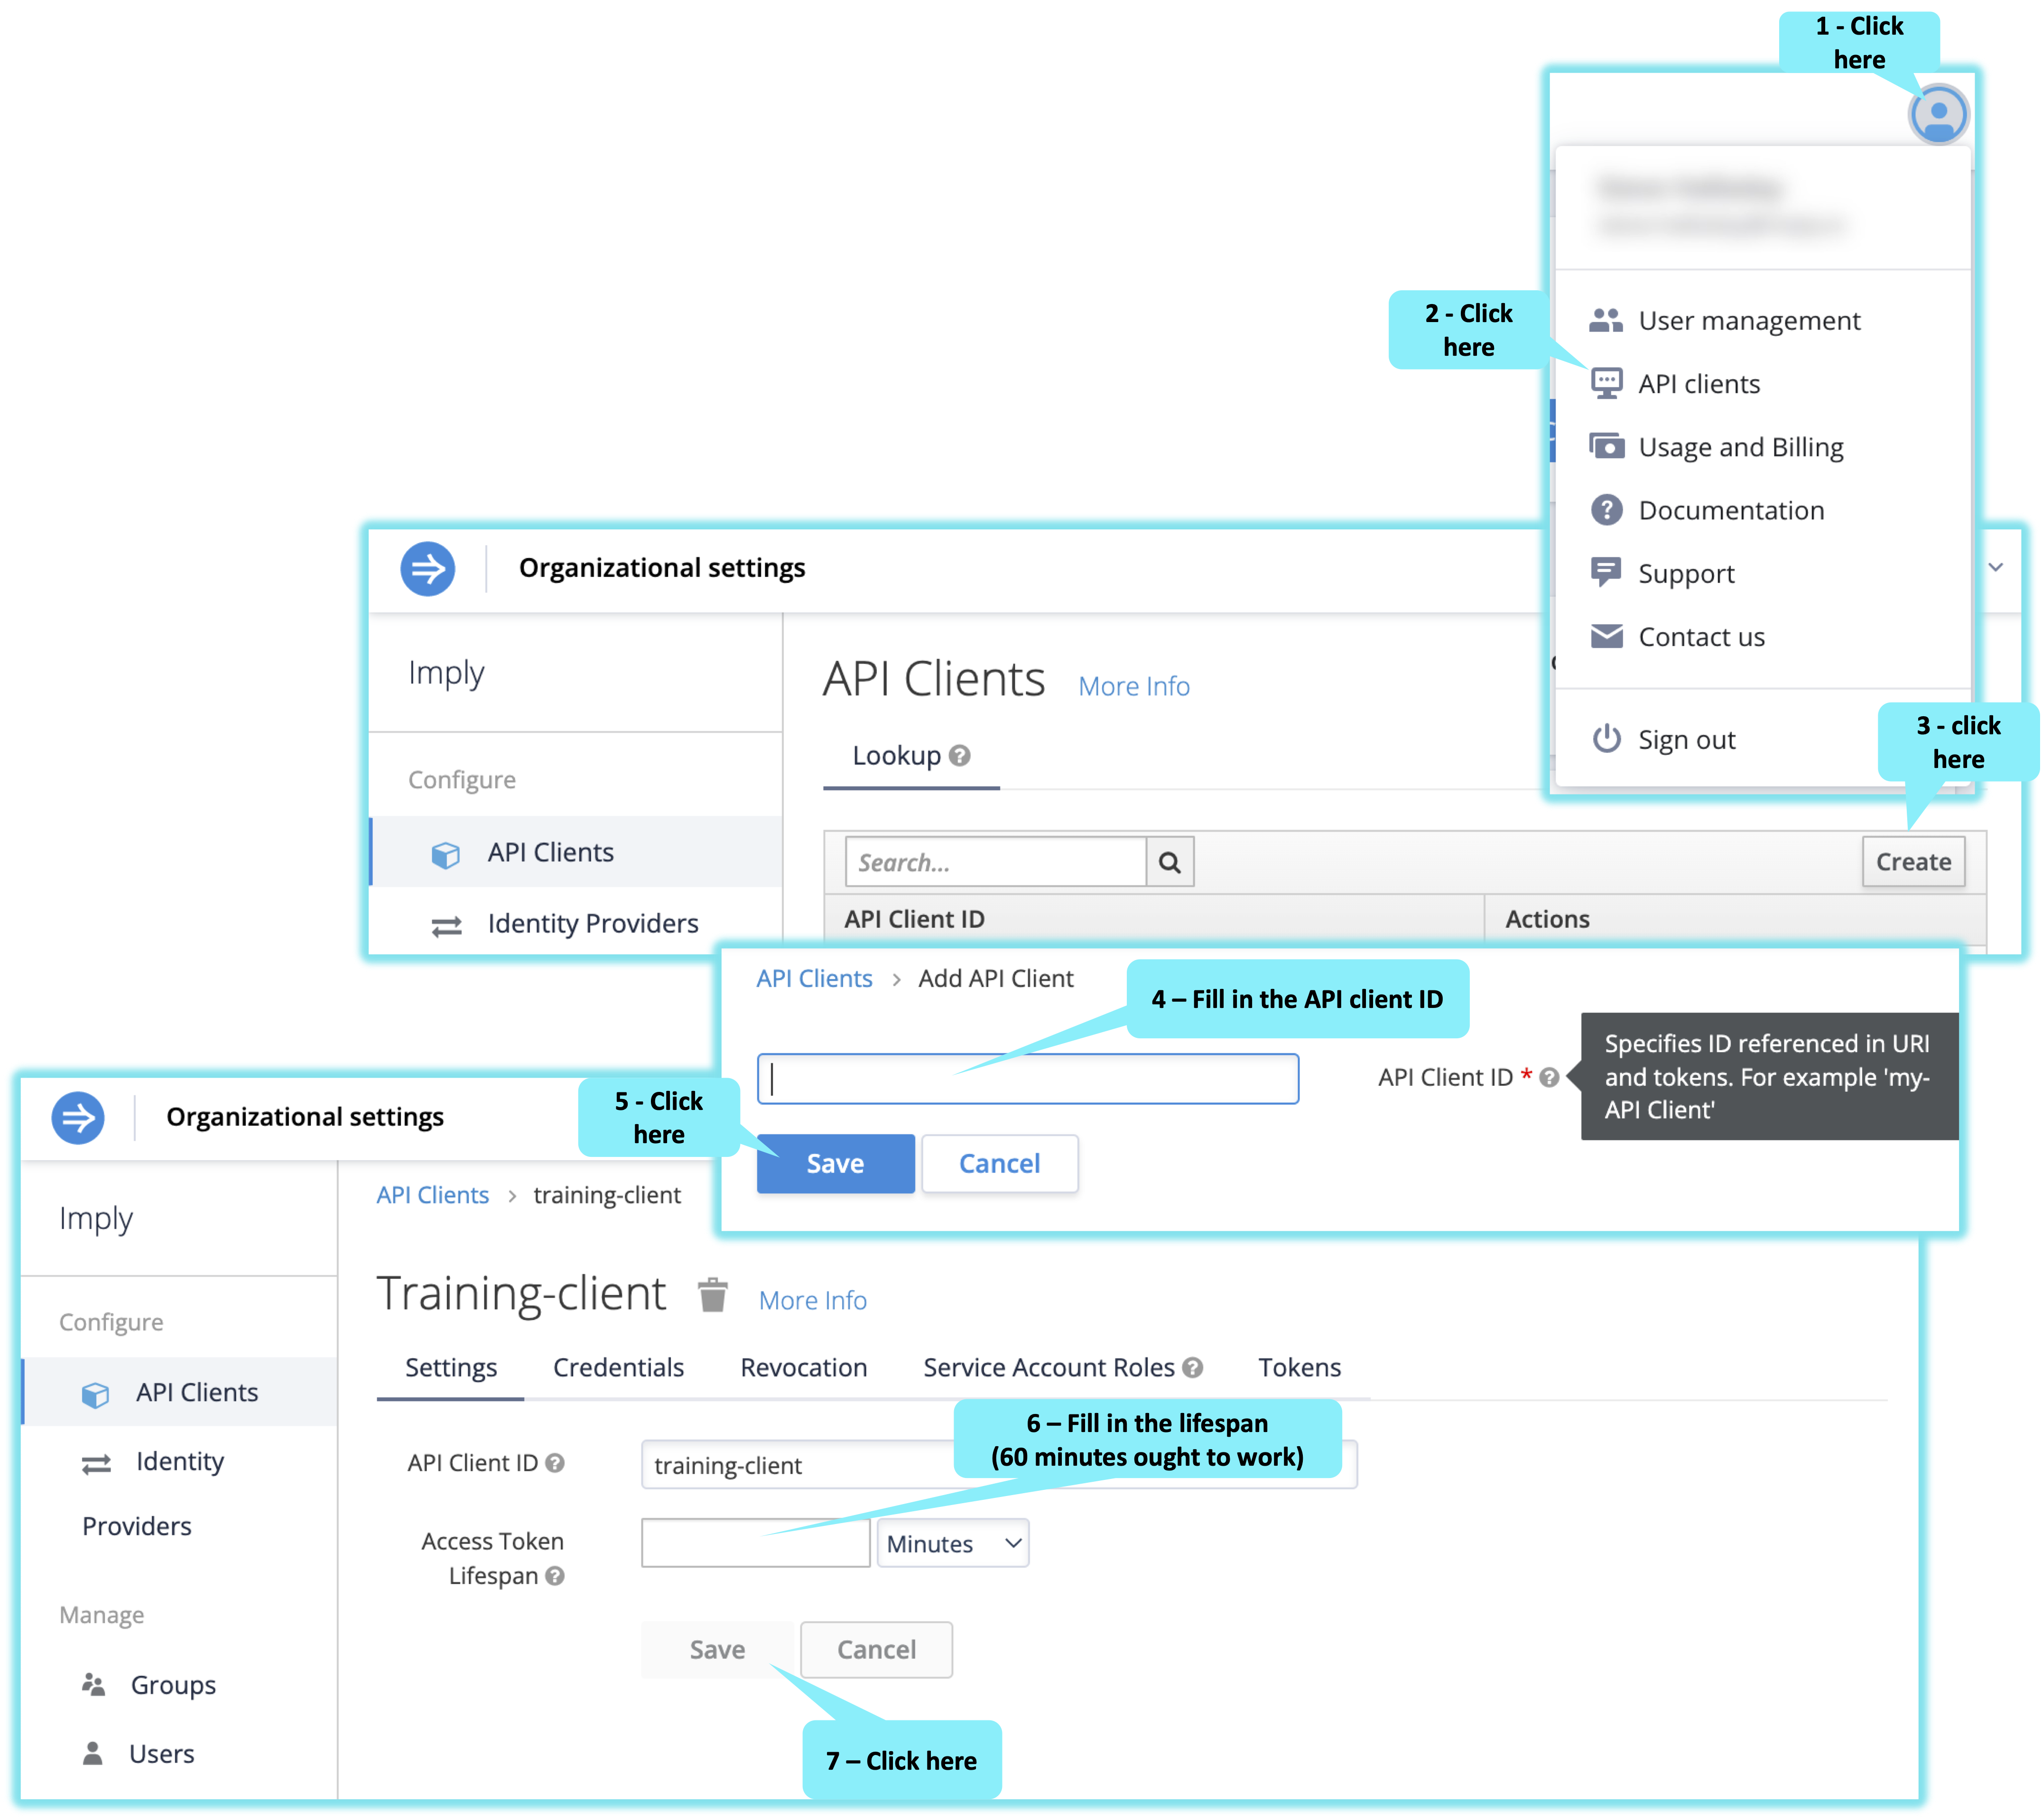 1 - Click
here
User management
2 - Click
here
API clients
Usage and Billing
Documentation
Support
Contact us
Sign out
3 - click
here
Organizational settings
Imply
API Clients More Info
Lookup
Configure
API Clients
Identity Providers
Search...
Create
API Client ID Actions
API Clients > Add API Client
4 – Fill in the API client ID
API Client ID *
Specifies ID referenced in URI
and tokens. For example 'my-
API Client'
5 - Click
here
Save Cancel
Organizational settings
Imply
Configure
API Clients
Identity
Providers
Manage
Groups
Users
API Clients > training-client
Training-client More Info
Settings Credentials Revocation Service Account Roles Tokens
6 – Fill in the lifespan
(60 minutes ought to work)
API Client ID training-client
Access Token
Lifespan
Minutes
Save Cancel
7 – Click here